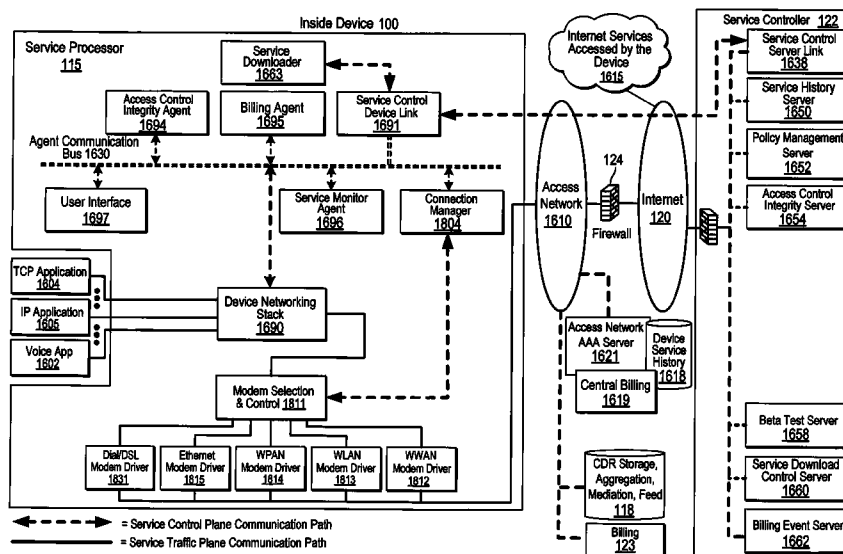 Inside Device 100
Service Controller 122
Service Processor
115
Service
Downloader
1663
Access Control
Integrity Agent
1694
Billing Agent
1695
Service Control
Device Link
1691
Agent Communication
Bus 1630
User Interface
1697
Service Monitor
Agent
1696
Connection
Manager
1804
TCP Application
1604
IP Application
1605
Voice App
1602
Device Networking
Stack
1690
Modem Selection
& Control 1811
Dial/DSL
Modem Driver
1831
Ethernet
Modem Driver
1815
WPAN
Modem Driver
1814
WLAN
Modem Driver
1813
WWAN
Modem Driver
1812
= Service Control Plane Communication Path
= Service Traffic Plane Communication Path
Internet Services
Accessed by the
Device
1615
Access
Network
1610
124
Firewall
Internet
120
Access Network
AAA Server
1621
Device
Service
History
1618
Central Billing
1619
CDR Storage,
Aggregation,
Mediation, Feed
118
Billing
123
Service Control
Server Link
1638
Service History
Server
1650
Policy Management
Server
1652
Access Control
Integrity Server
1654
Beta Test Server
1658
Service Download
Control Server
1660
Billing Event Server
1662